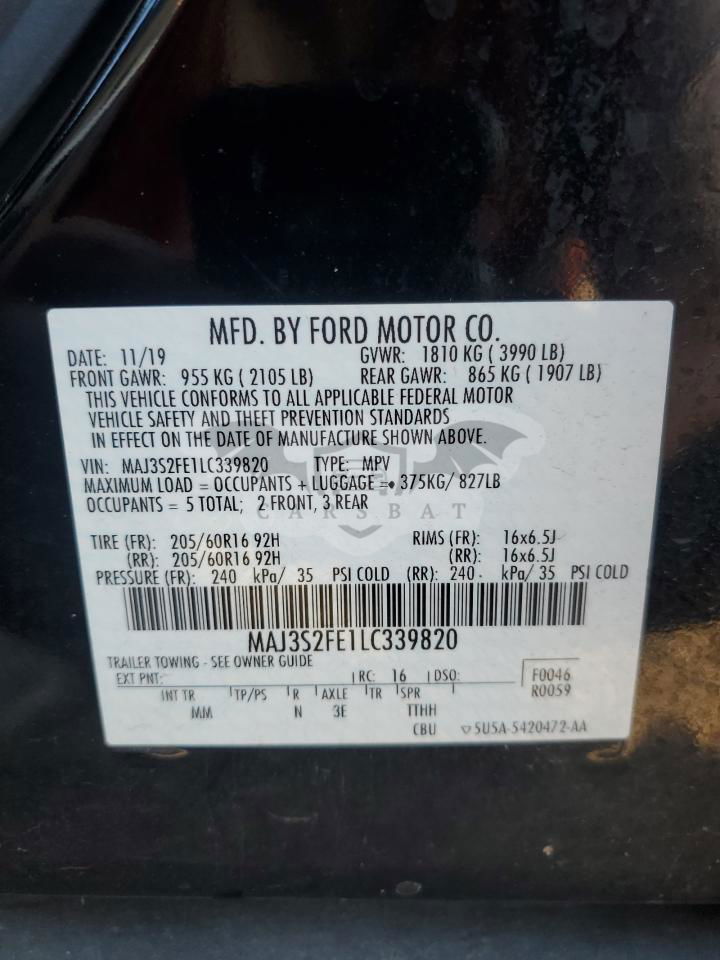 MFD. BY FORD MOTOR CO.
DATE: 11/19 GVWR: 1810 KG ( 3990 LB)
FRONT GAWR: 955 KG ( 2105 LB) REAR GAWR: 865 KG ( 1907 LB)
THIS VEHICLE CONFORMS TO ALL APPLICABLE FEDERAL MOTOR
VEHICLE SAFETY AND THEFT PREVENTION STANDARDS
IN EFFECT ON THE DATE OF MANUFACTURE SHOWN ABOVE.
VIN: MAJ3S2FE1LC339820 TYPE: MPV
MAXIMUM LOAD = OCCUPANTS + LUGGAGE = 375KG/ 827LB
OCCUPANTS = 5 TOTAL; 2 FRONT, 3 REAR
CARSBAT
TIRE (FR): 205/60R16 92H RIMS (FR): 16x6.5J
(RR): 205/60R16 92H (RR): 16x6.5J
PRESSURE (FR): 240 kPa/ 35 PSI COLD (RR): 240 kPa/ 35 PSI COLD
MAJ3S2FE1LC339820
TRAILER TOWING - SEE OWNER GUIDE
EXT PNT: RC: 16 DSO: F0046
R0059
INT TR TP/PS R AXLE TR SPR
MM N 3E TTHH
CBU ▽5U5A-5420472-AA